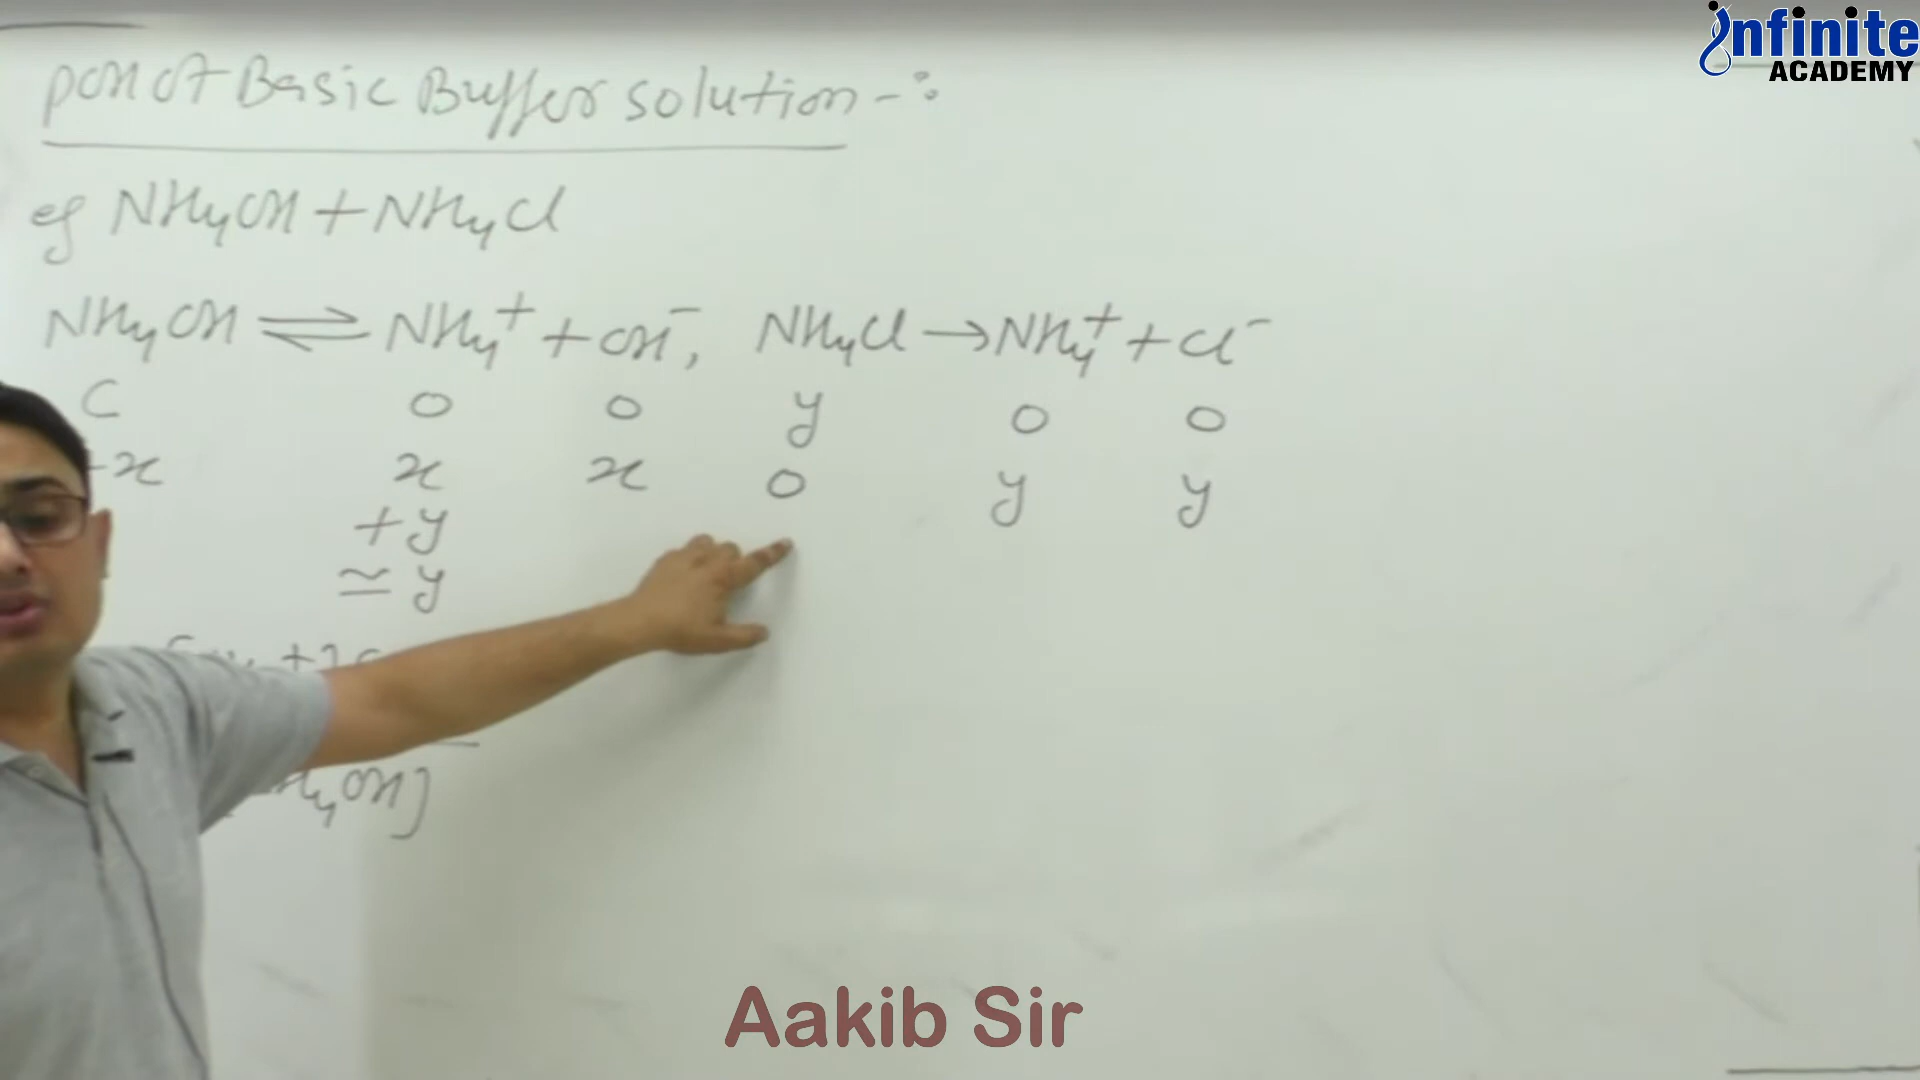 Infinite
ACADEMY
POH of Basic Buffer solution -:
eg NH4OH + NH4Cl
NH4OH ⇌ NH4+ + OH-, NH4Cl → NH4+ + Cl-
C 0 0 y 0 0
-x x x 0 y y
+y
≃ y
H4OH]
Aakib Sir